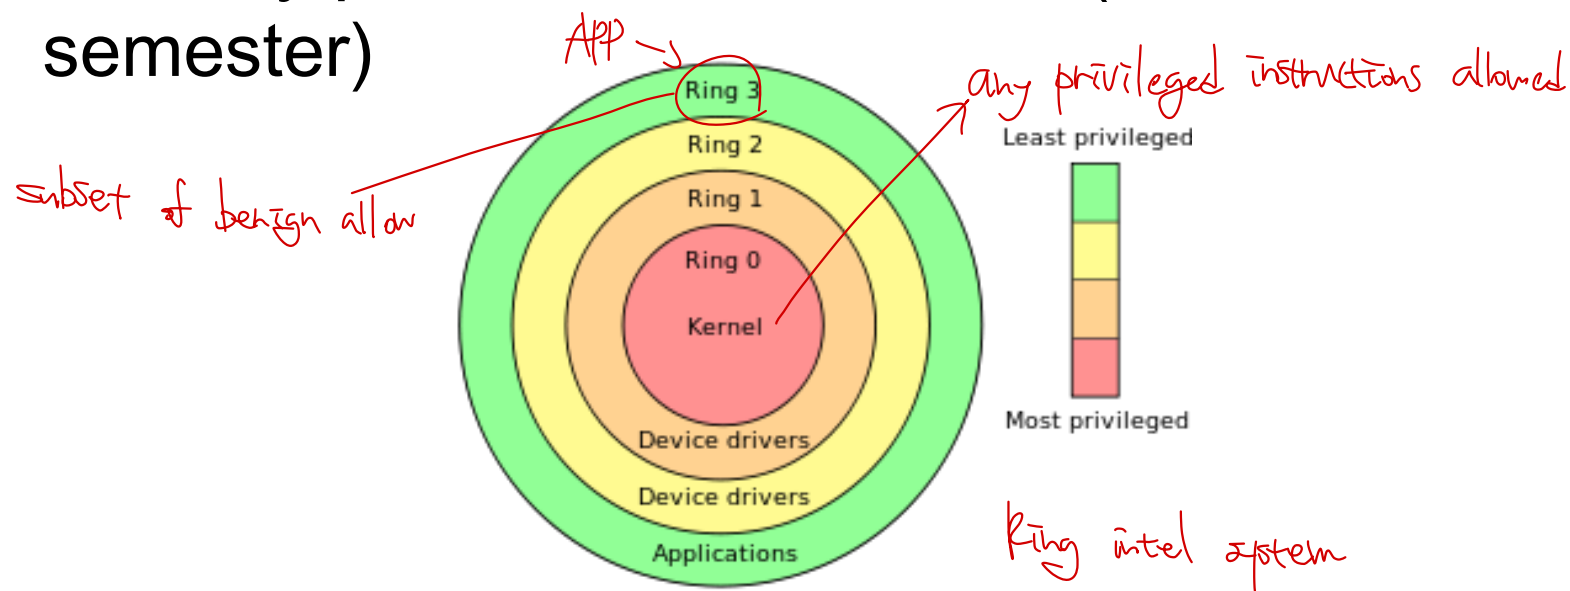 semester)
APP
Ring 3
any privileged instructions allowed
Least privileged
Ring 2
subset of benign allow
Ring 1
Ring 0
Kernel
Most privileged
Device drivers
Device drivers
Applications
Ring intel system